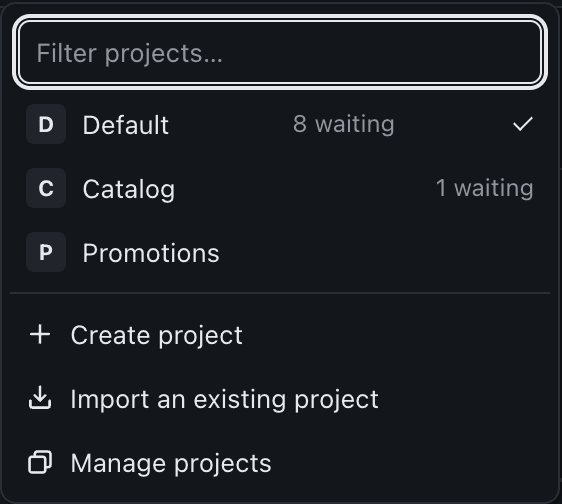 Filter projects...
D Default 8 waiting
C Catalog 1 waiting
P Promotions
Create project
Import an existing project
Manage projects